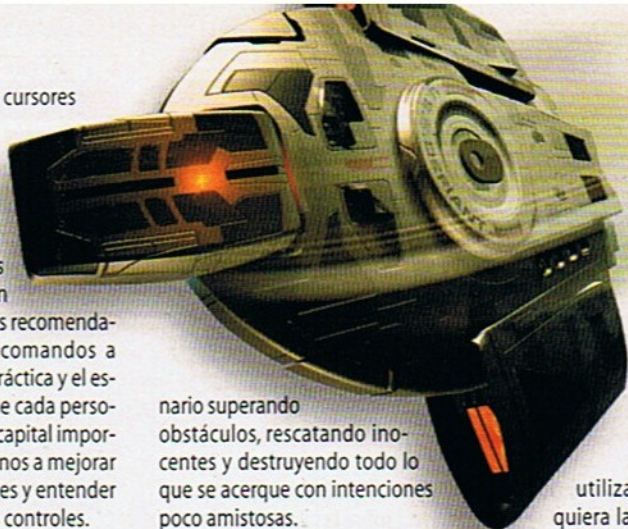 cursores
s
n
s recomenda-
comandos a
ráctica y el es-
e cada perso-
capital impor-
nos a mejorar
es y entender
controles.
nario superando
obstáculos, rescatando ino-
centes y destruyendo todo lo
que se acerque con intenciones
poco amistosas.
utiliza
quiera la